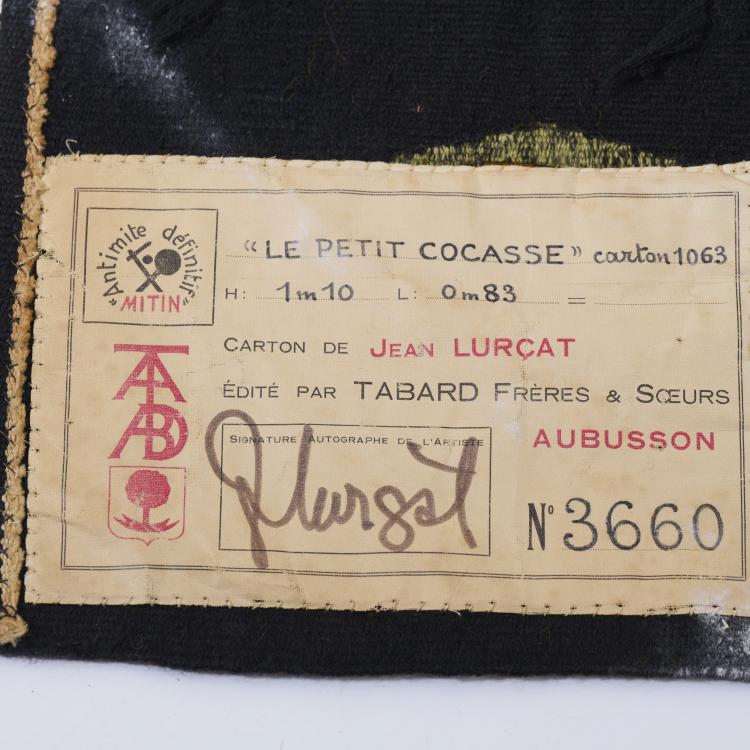 "Antimite définitif"
MITIN
"LE PETIT COCASSE" carton 1063
H: 1m10 L: 0m83 =
CARTON DE JEAN LURÇAT
ÉDITÉ PAR TABARD FRÈRES & SŒURS
AUBUSSON
TABARD
SIGNATURE AUTOGRAPHE DE L'ARTISTE
Lurçat
N° 3660